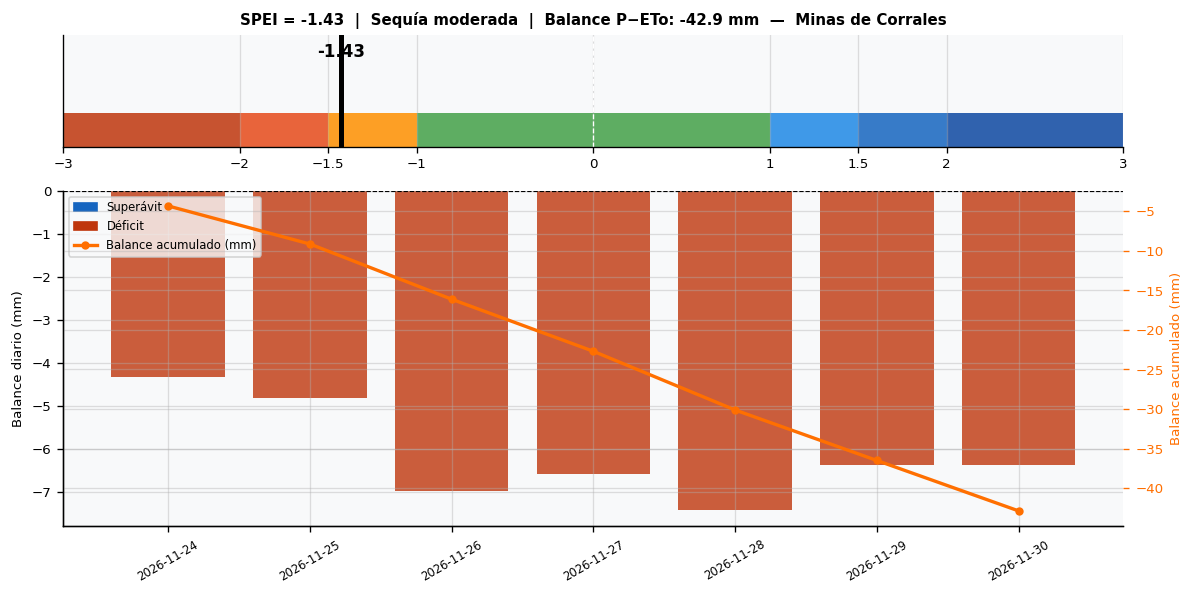 SPEI = -1.43  |  Sequía moderada  |  Balance P−ETo: -42.9 mm  —  Minas de Corrales
-1.43
−3 −2 −1.5 −1 0 1 1.5 2 3
Superávit
Déficit
Balance acumulado (mm)
Balance diario (mm)
0
−1
−2
−3
−4
−5
−6
−7
−5
−10
−15
−20
−25
−30
−35
−40
Balance acumulado (mm)
2026-11-24 2026-11-25 2026-11-26 2026-11-27 2026-11-28 2026-11-29 2026-11-30